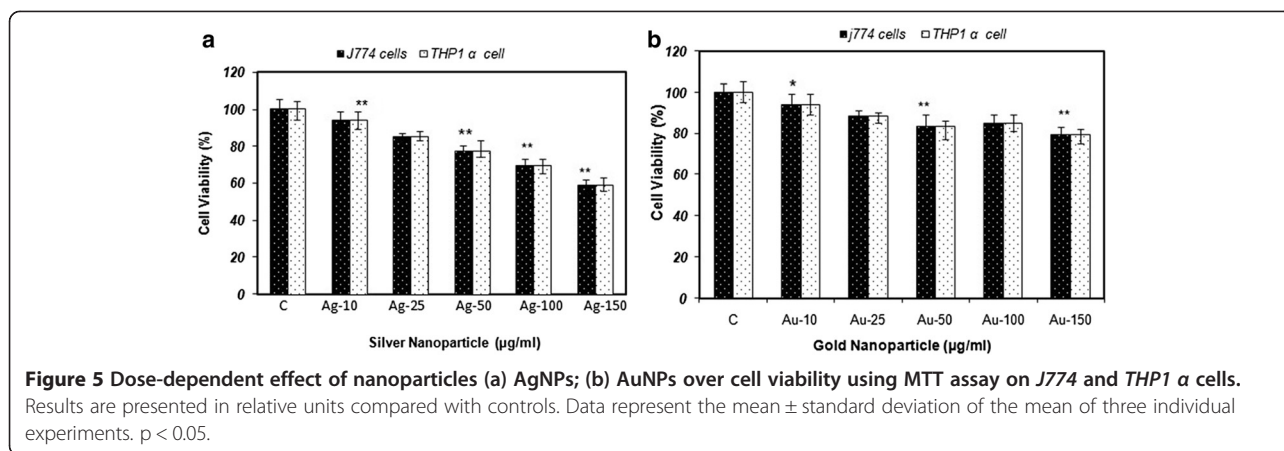 a
J774 cells THP1 α cell
120
100
80
60
40
20
0
Cell Viability (%)
**
**
**
**
C Ag-10 Ag-25 Ag-50 Ag-100 Ag-150
Silver Nanoparticle (µg/ml)
b
j774 cells THP1 α cell
120
100
80
60
40
20
0
Cell Viability (%)
*
**
**
C Au-10 Au-25 Au-50 Au-100 Au-150
Gold Nanoparticle (µg/ml)
Figure 5 Dose-dependent effect of nanoparticles (a) AgNPs; (b) AuNPs over cell viability using MTT assay on J774 and THP1 α cells.
Results are presented in relative units compared with controls. Data represent the mean ± standard deviation of the mean of three individual
experiments. p < 0.05.